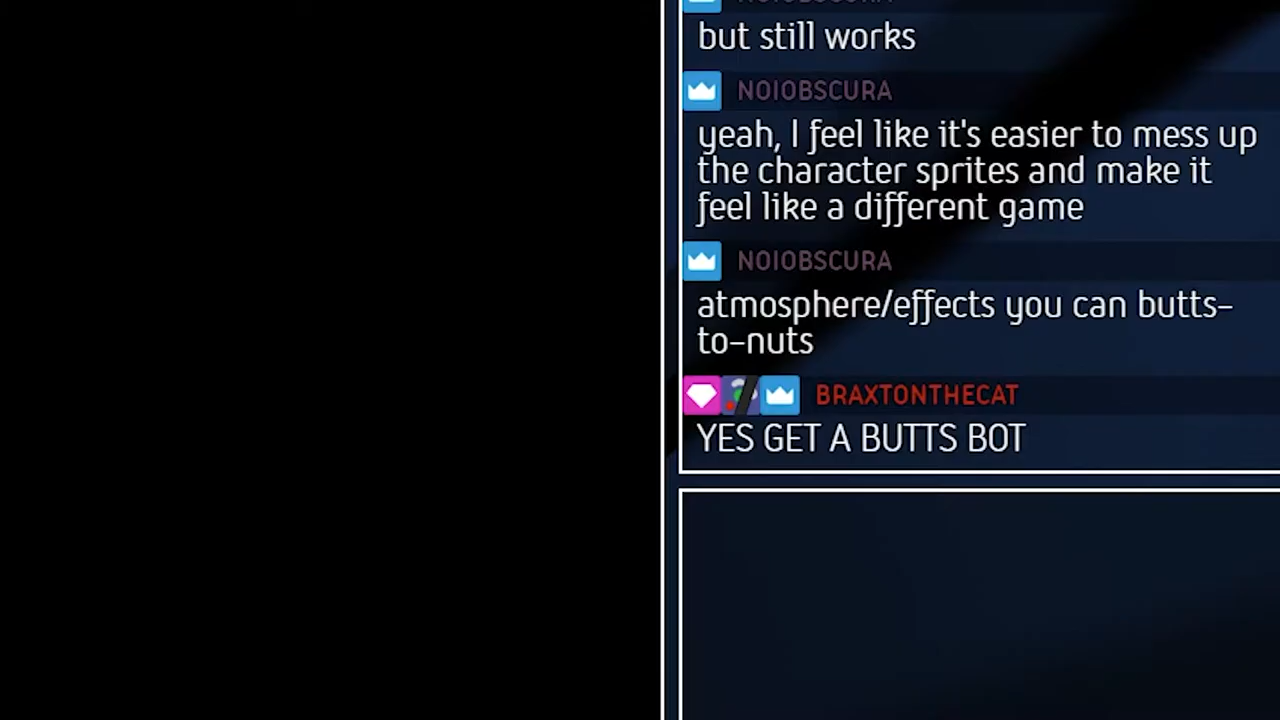 NOIOBSCURA
but still works
NOIOBSCURA
yeah, I feel like it's easier to mess up
the character sprites and make it
feel like a different game
NOIOBSCURA
atmosphere/effects you can butts-
to-nuts
BRAXTONTHECAT
YES GET A BUTTS BOT